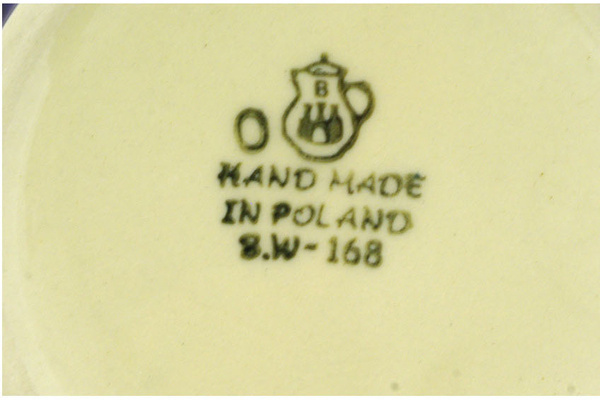 B
O
HAND MADE
IN POLAND
B.W-168